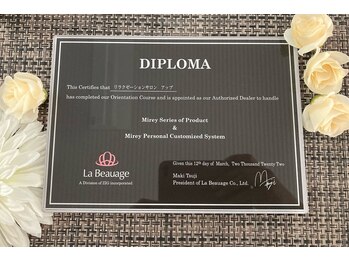 DIPLOMA
This Certifies that リラクゼーションサロン アップ
has completed our Orientation Course and is appointed as our Authorized Dealer to handle
Mirey Series of Product
&
Mirey Personal Customized System
Given this 12th day of March, Two Thousand Twenty Two
Maki Tsuji
President of La Beauage Co., Ltd.
La Beauage
A Division of ZIG incorporated